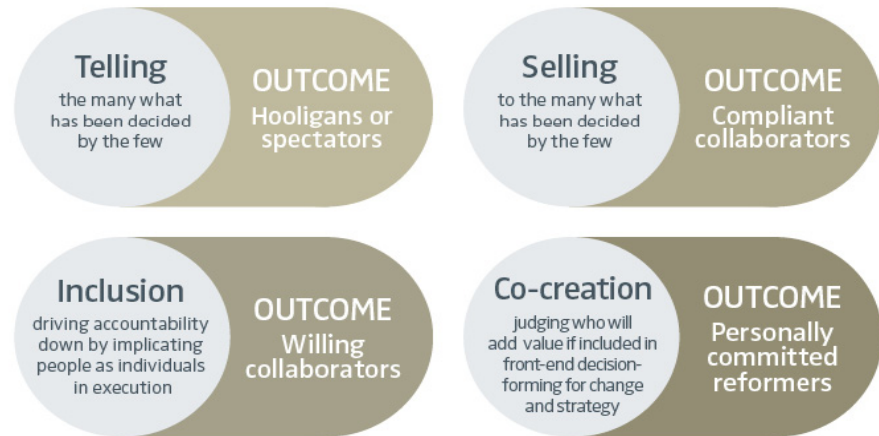 Telling
the many what
has been decided
by the few
OUTCOME
Hooligans or
spectators
Selling
to the many what
has been decided
by the few
OUTCOME
Compliant
collaborators
Inclusion
driving accountability
down by implicating
people as individuals
in execution
OUTCOME
Willing
collaborators
Co-creation
judging who will
add value if included in
front-end decision-
forming for change
and strategy
OUTCOME
Personally
committed
reformers